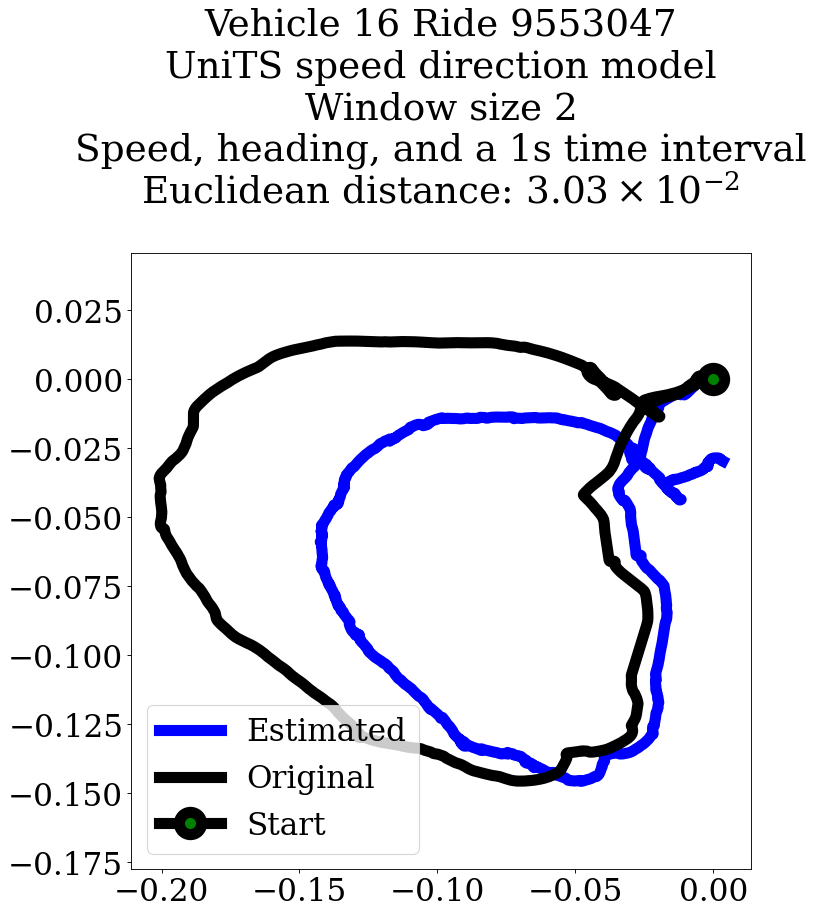 Vehicle 16 Ride 9553047
UniTS speed direction model
Window size 2
Speed, heading, and a 1s time interval
Euclidean distance: 3.03 × 10⁻²
0.025
0.000
−0.025
−0.050
−0.075
−0.100
−0.125
−0.150
−0.175
Estimated
Original
Start
−0.20 −0.15 −0.10 −0.05 0.00